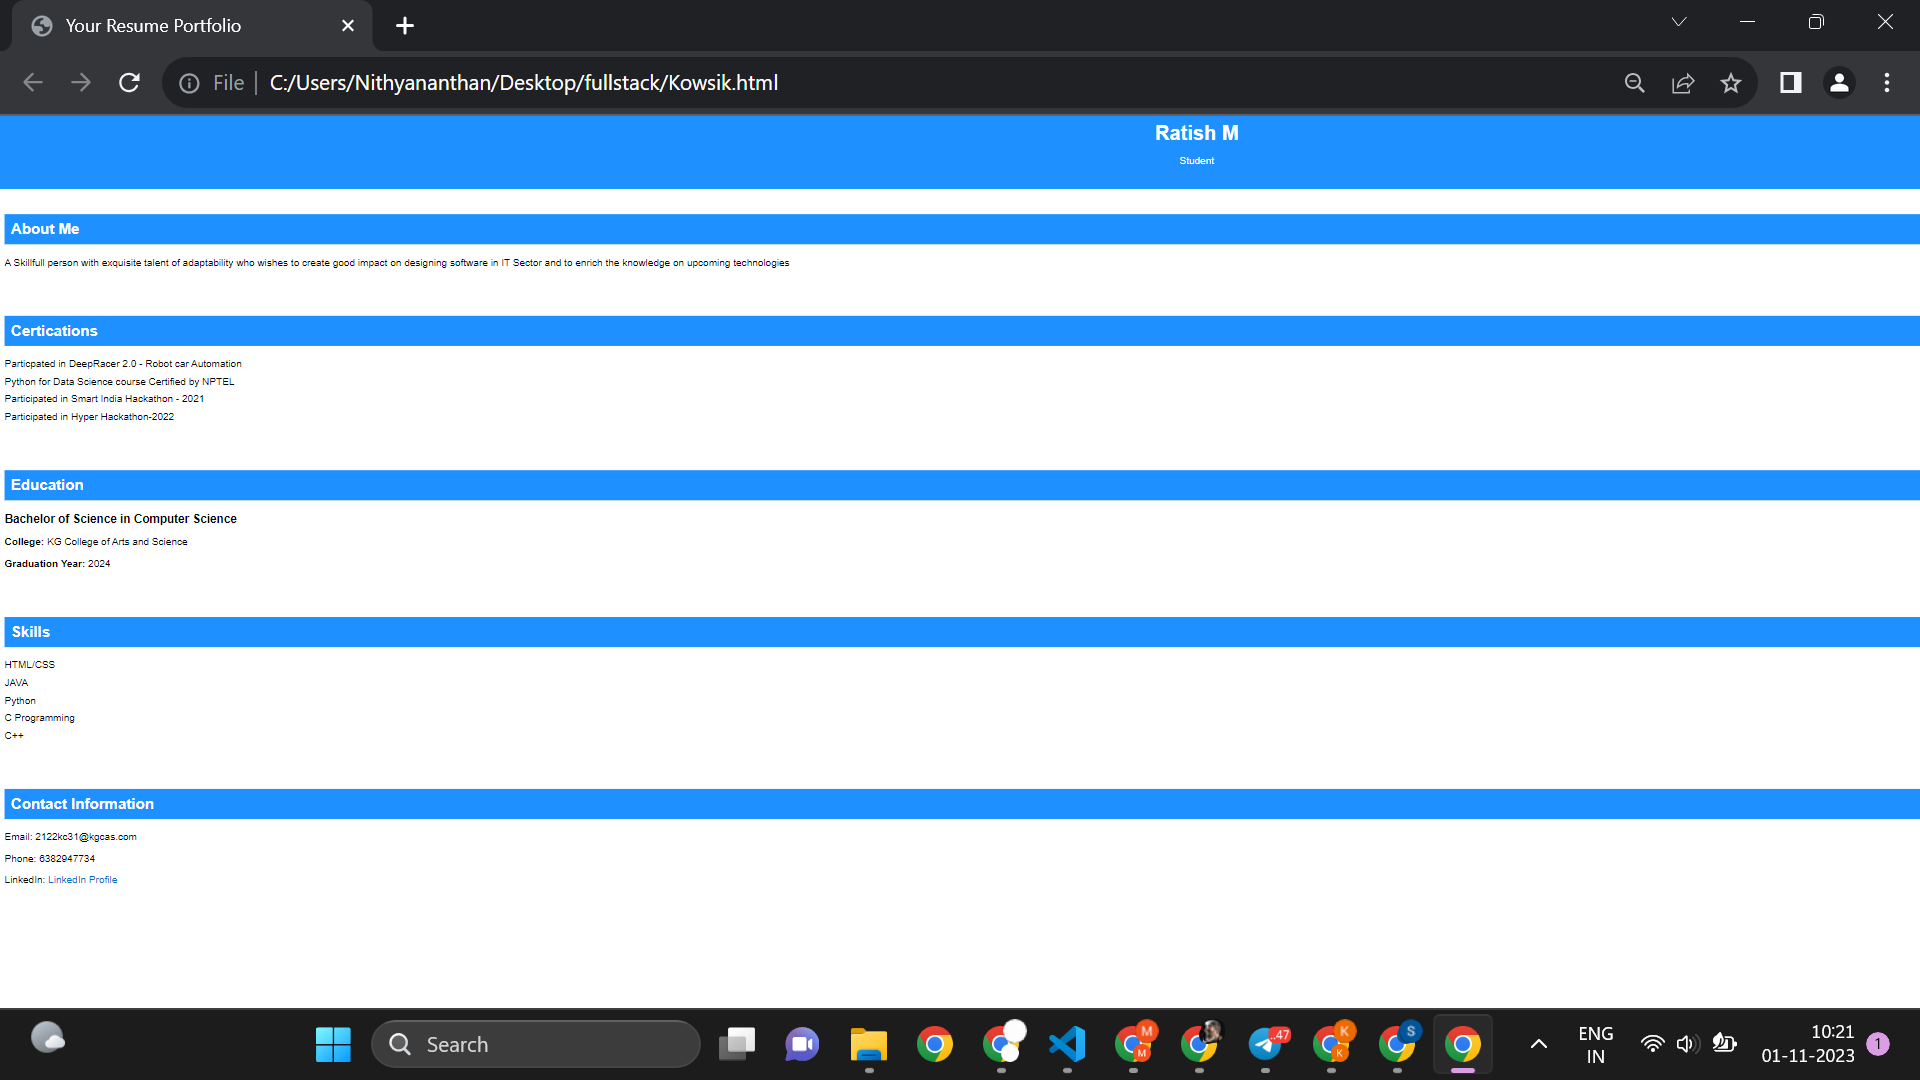 Your Resume Portfolio
File C:/Users/Nithyananthan/Desktop/fullstack/Kowsik.html
Ratish M
Student
About Me
A Skillfull person with exquisite talent of adaptability who wishes to create good impact on designing software in IT Sector and to enrich the knowledge on upcoming technologies
Certications
Particpated in DeepRacer 2.0 - Robot car Automation
Python for Data Science course Certified by NPTEL
Participated in Smart India Hackathon - 2021
Participated in Hyper Hackathon-2022
Education
Bachelor of Science in Computer Science
College: KG College of Arts and Science
Graduation Year: 2024
Skills
HTML/CSS
JAVA
Python
C Programming
C++
Contact Information
Email: 2122kc31@kgcas.com
Phone: 6382947734
LinkedIn: LinkedIn Profile
Search
M
M
..47
K
K
S
ENG
IN
10:21
01-11-2023
1